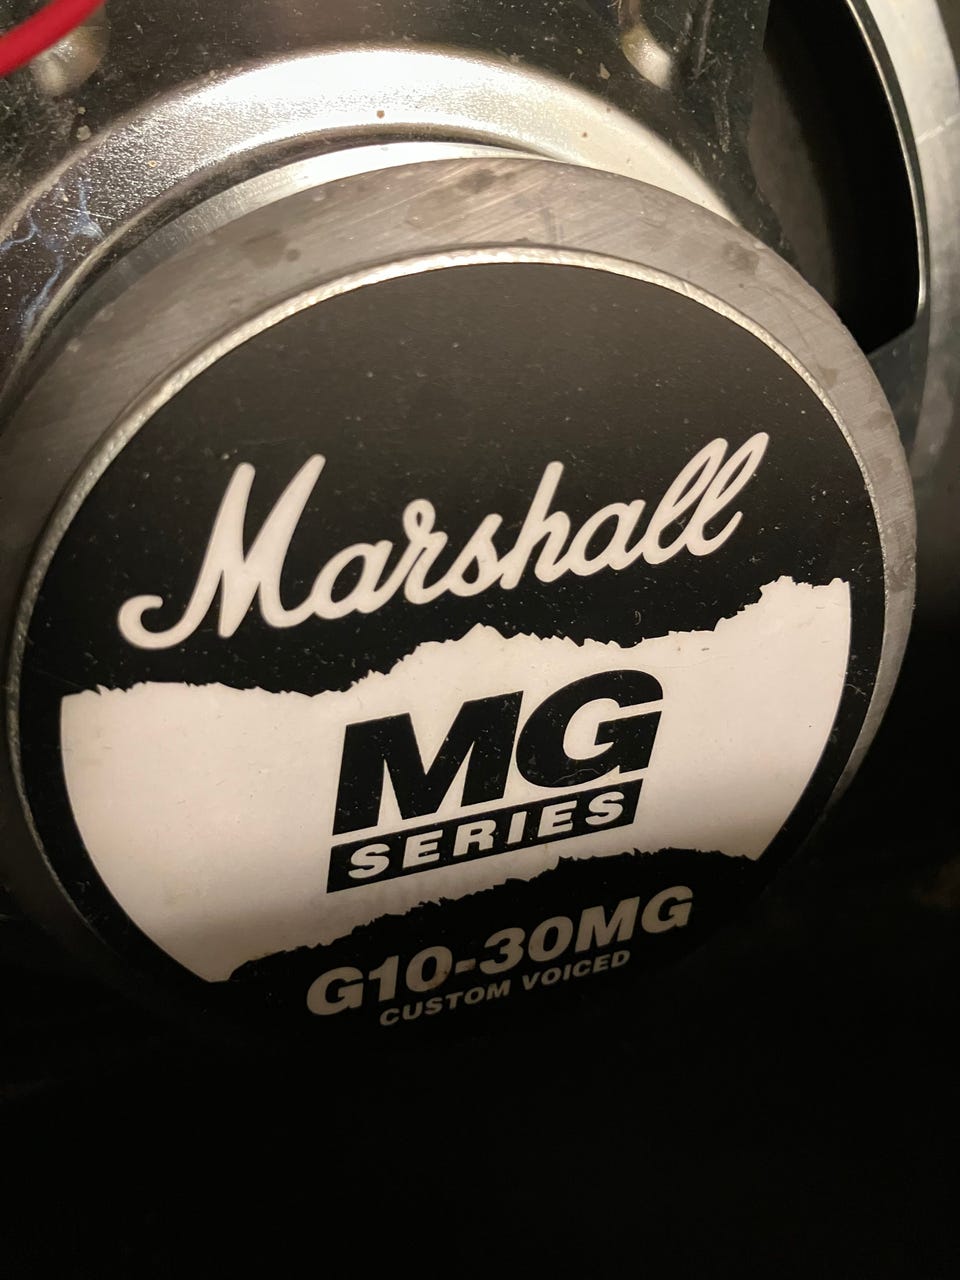 Marshall
MG
SERIES
G10-30MG
CUSTOM VOICED